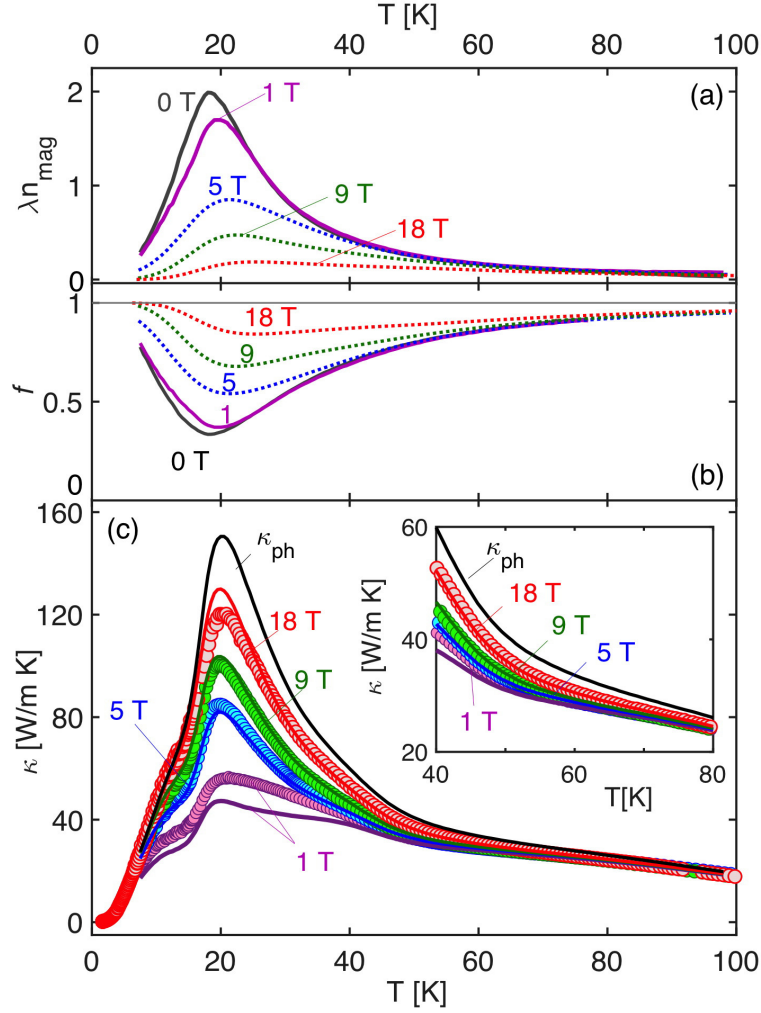 T [K]
0 20 40 60 80 100
2
1
0
λn_mag
(a)
0 T
1 T
5 T
9 T
18 T
1
0.5
0
f
(b)
18 T
9
5
1
0 T
160
120
80
40
0
κ [W/m K]
(c)
κ_ph
18 T
9 T
5 T
1 T
60
40
20
κ [W/m K]
κ_ph
18 T
9 T
5 T
1 T
40 60 80
T[K]
0 20 40 60 80 100
T [K]